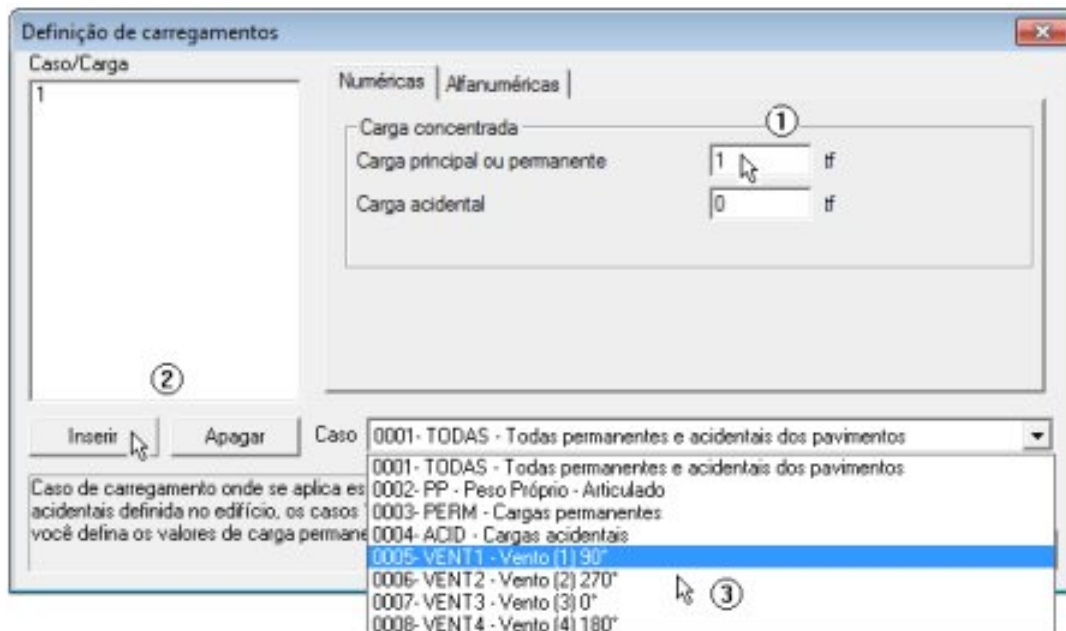 Definição de carregamentos
Caso/Carga
1
Numéricas Alfanuméricas
1
Carga concentrada
Carga principal ou permanente 1 tf
Carga acidental 0 tf
2
Inserir Apagar Caso 0001- TODAS - Todas permanentes e acidentais dos pavimentos
0001- TODAS - Todas permanentes e acidentais dos pavimentos
0002- PP - Peso Próprio - Articulado
0003- PERM - Cargas permanentes
0004- ACID - Cargas acidentais
0005- VENT1 - Vento (1) 90°
0006- VENT2 - Vento (2) 270°
0007- VENT3 - Vento (3) 0°
0008- VENT4 - Vento (4) 180°
3
Caso de carregamento onde se aplica es
acidentais definida no edifício, os casos
você defina os valores de carga permane